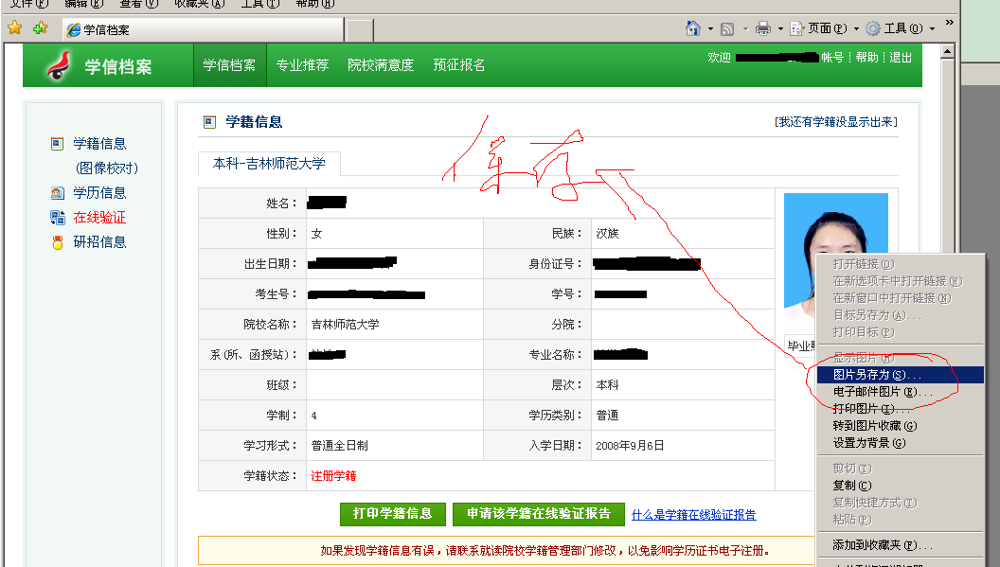 文件(F) 编辑(E) 查看(V) 收藏夹(A) 工具(T) 帮助(H)
学信档案 页面(P) 工具(O) »
学信档案 学信档案 专业推荐 院校满意度 预征报名 欢迎 帐号 | 帮助 | 退出
学籍信息
(图像校对)
学历信息
在线验证
研招信息
学籍信息 [我还有学籍没显示出来]
保存
本科-吉林师范大学
姓名：
性别： 女 民族： 汉族
出生日期： 身份证号：
考生号： 学号：
院校名称： 吉林师范大学 分院：
系(所、函授站)： 专业名称：
班级： 层次： 本科
学制： 4 学历类别： 普通
学习形式： 普通全日制 入学日期： 2008年9月6日
学籍状态： 注册学籍
毕业
打印学籍信息 申请该学籍在线验证报告 什么是学籍在线验证报告
如果发现学籍信息有误，请联系就读院校学籍管理部门修改，以免影响学历证书电子注册。
打开链接(O)
在新选项卡中打开链接(W)
在新窗口中打开链接(N)
目标另存为(A)...
打印目标(P)
显示图片(H)
图片另存为(S)...
电子邮件图片(E)...
打印图片(I)...
转到图片收藏(G)
设置为背景(G)
剪切(T)
复制(C)
复制快捷方式(T)
粘贴(P)
添加到收藏夹(F)...